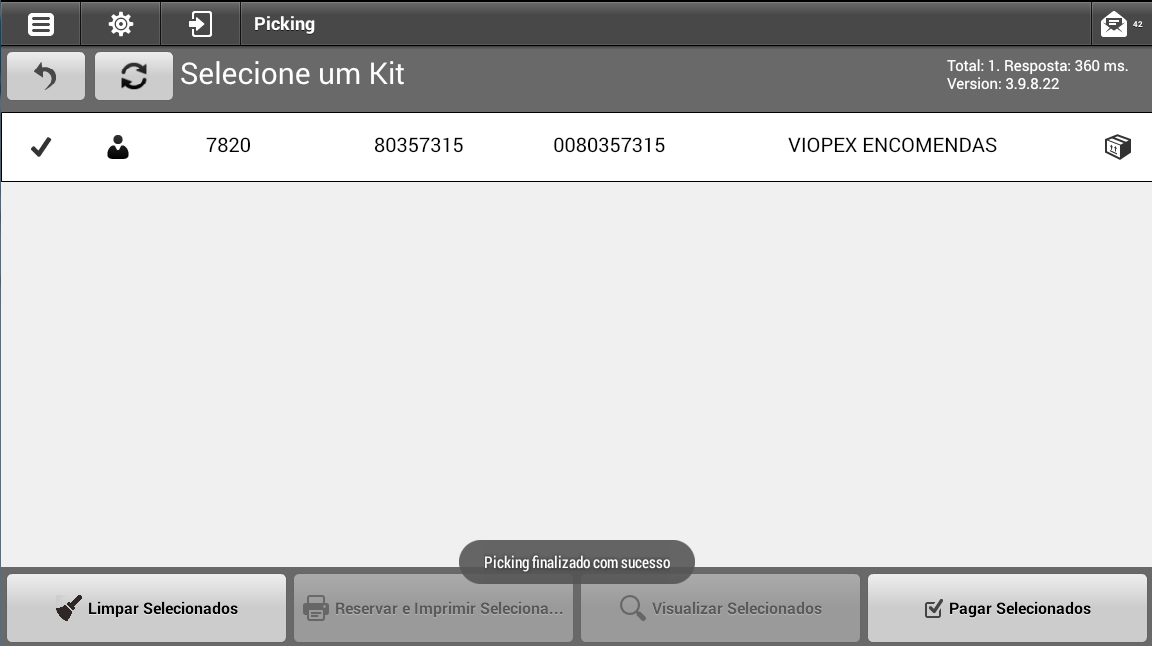 Picking
42
Selecione um Kit
Total: 1. Resposta: 360 ms.
Version: 3.9.8.22
7820 80357315 0080357315 VIOPEX ENCOMENDAS
Picking finalizado com sucesso
Limpar Selecionados Reservar e Imprimir Seleciona... Visualizar Selecionados Pagar Selecionados